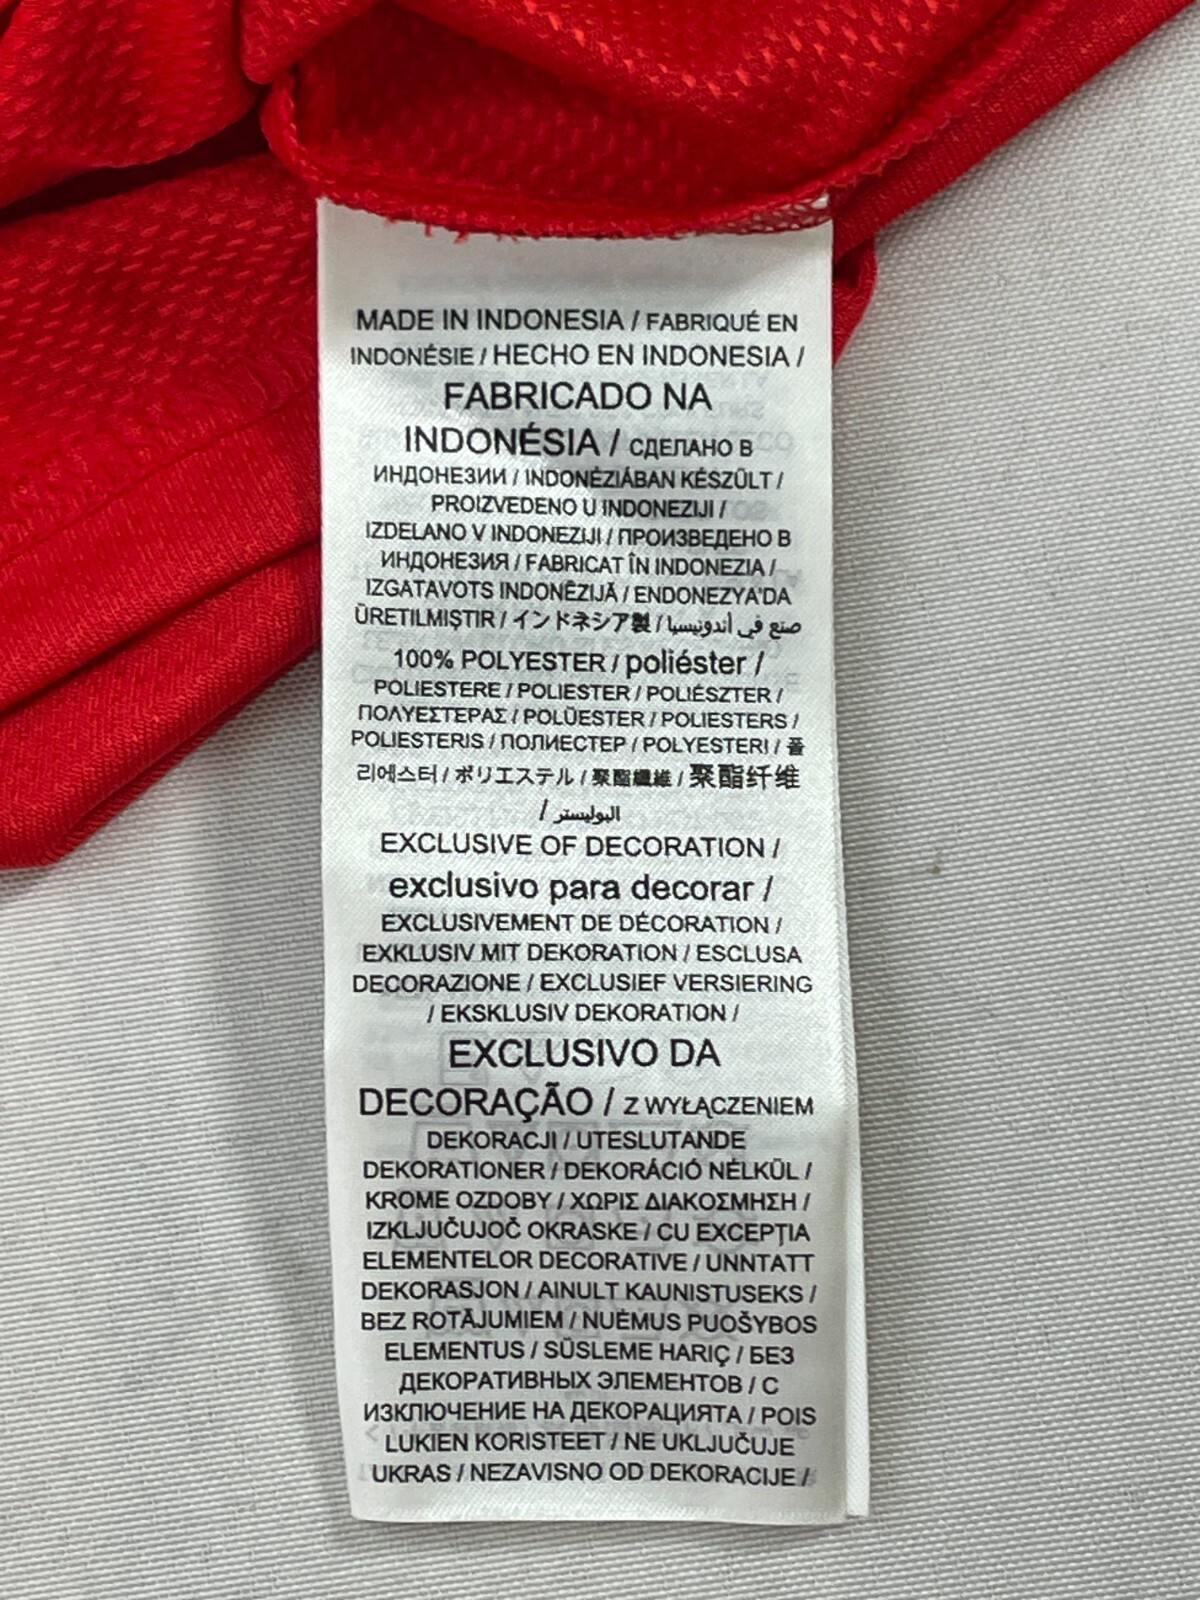 MADE IN INDONESIA / FABRIQUÉ EN
INDONÉSIE / HECHO EN INDONESIA /
FABRICADO NA
INDONÉSIA / СДЕЛАНО В
ИНДОНЕЗИИ / INDONÉZIÁBAN KÉSZÜLT /
PROIZVEDENO U INDONEZIJI /
IZDELANO V INDONEZIJI / ПРОИЗВЕДЕНО В
ИНДОНЕЗИЯ / FABRICAT ÎN INDONEZIA /
IZGATAVOTS INDONĒZIJĀ / ENDONEZYA'DA
ÜRETILMIŞTIR / インドネシア製 / صنع في أندونيسيا
100% POLYESTER / poliéster /
POLIESTERE / POLIESTER / POLIÉSZTER /
ΠΟΛΥΕΣΤΕΡΑΣ / POLÜESTER / POLIESTERS /
POLIESTERIS / ПОЛИЕСТЕР / POLYESTERI / 폴
리에스터 / ポリエステル / 聚酯纖維 / 聚酯纤维
/ البوليستر
EXCLUSIVE OF DECORATION /
exclusivo para decorar /
EXCLUSIVEMENT DE DÉCORATION /
EXKLUSIV MIT DEKORATION / ESCLUSA
DECORAZIONE / EXCLUSIEF VERSIERING
/ EKSKLUSIV DEKORATION /
EXCLUSIVO DA
DECORAÇÃO / Z WYŁĄCZENIEM
DEKORACJI / UTESLUTANDE
DEKORATIONER / DEKORÁCIÓ NÉLKÜL /
KROME OZDOBY / ΧΩΡΙΣ ΔΙΑΚΟΣΜΗΣΗ /
IZKLJUČUJOČ OKRASKE / CU EXCEPŢIA
ELEMENTELOR DECORATIVE / UNNTATT
DEKORASJON / AINULT KAUNISTUSEKS /
BEZ ROTĀJUMIEM / NUĖMUS PUOŠYBOS
ELEMENTUS / SÜSLEME HARIÇ / БЕЗ
ДЕКОРАТИВНЫХ ЭЛЕМЕНТОВ / С
ИЗКЛЮЧЕНИЕ НА ДЕКОРАЦИЯТА / POIS
LUKIEN KORISTEET / NE UKLJUČUJE
UKRAS / NEZAVISNO OD DEKORACIJE /